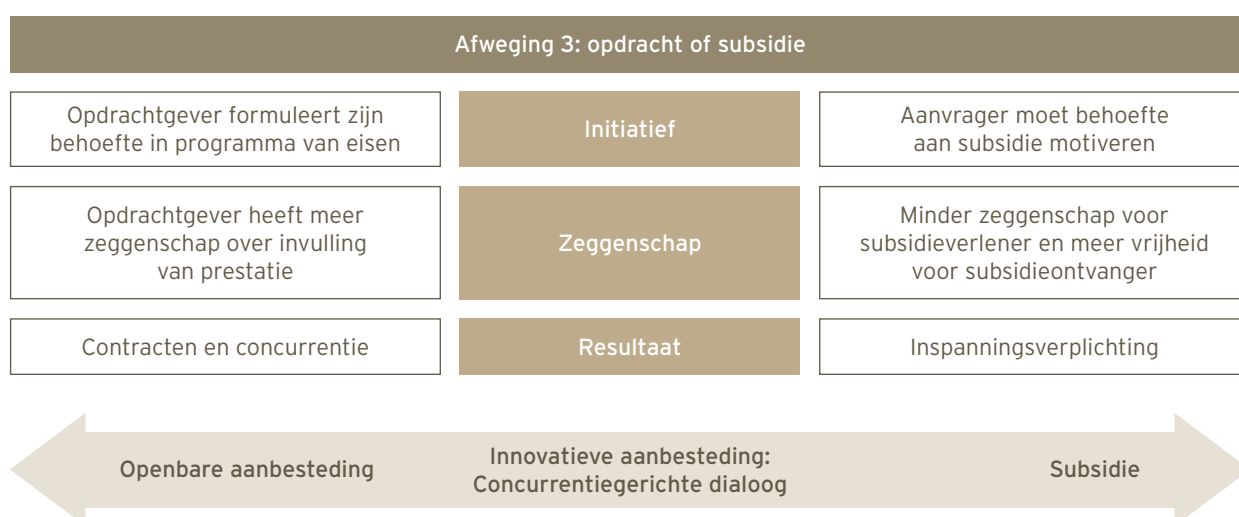 Afweging 3: opdracht of subsidie
Opdrachtgever formuleert zijn
behoefte in programma van eisen
Initiatief
Aanvrager moet behoefte
aan subsidie motiveren
Opdrachtgever heeft meer
zeggenschap over invulling
van prestatie
Zeggenschap
Minder zeggenschap voor
subsidieverlener en meer vrijheid
voor subsidieontvanger
Contracten en concurrentie
Resultaat
Inspanningsverplichting
Openbare aanbesteding
Innovatieve aanbesteding:
Concurrentiegerichte dialoog
Subsidie